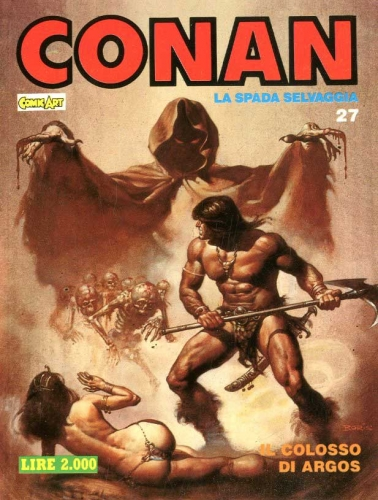 CONAN
COMIC ART
LA SPADA SELVAGGIA
27
IL COLOSSO
DI ARGOS
LIRE 2.000